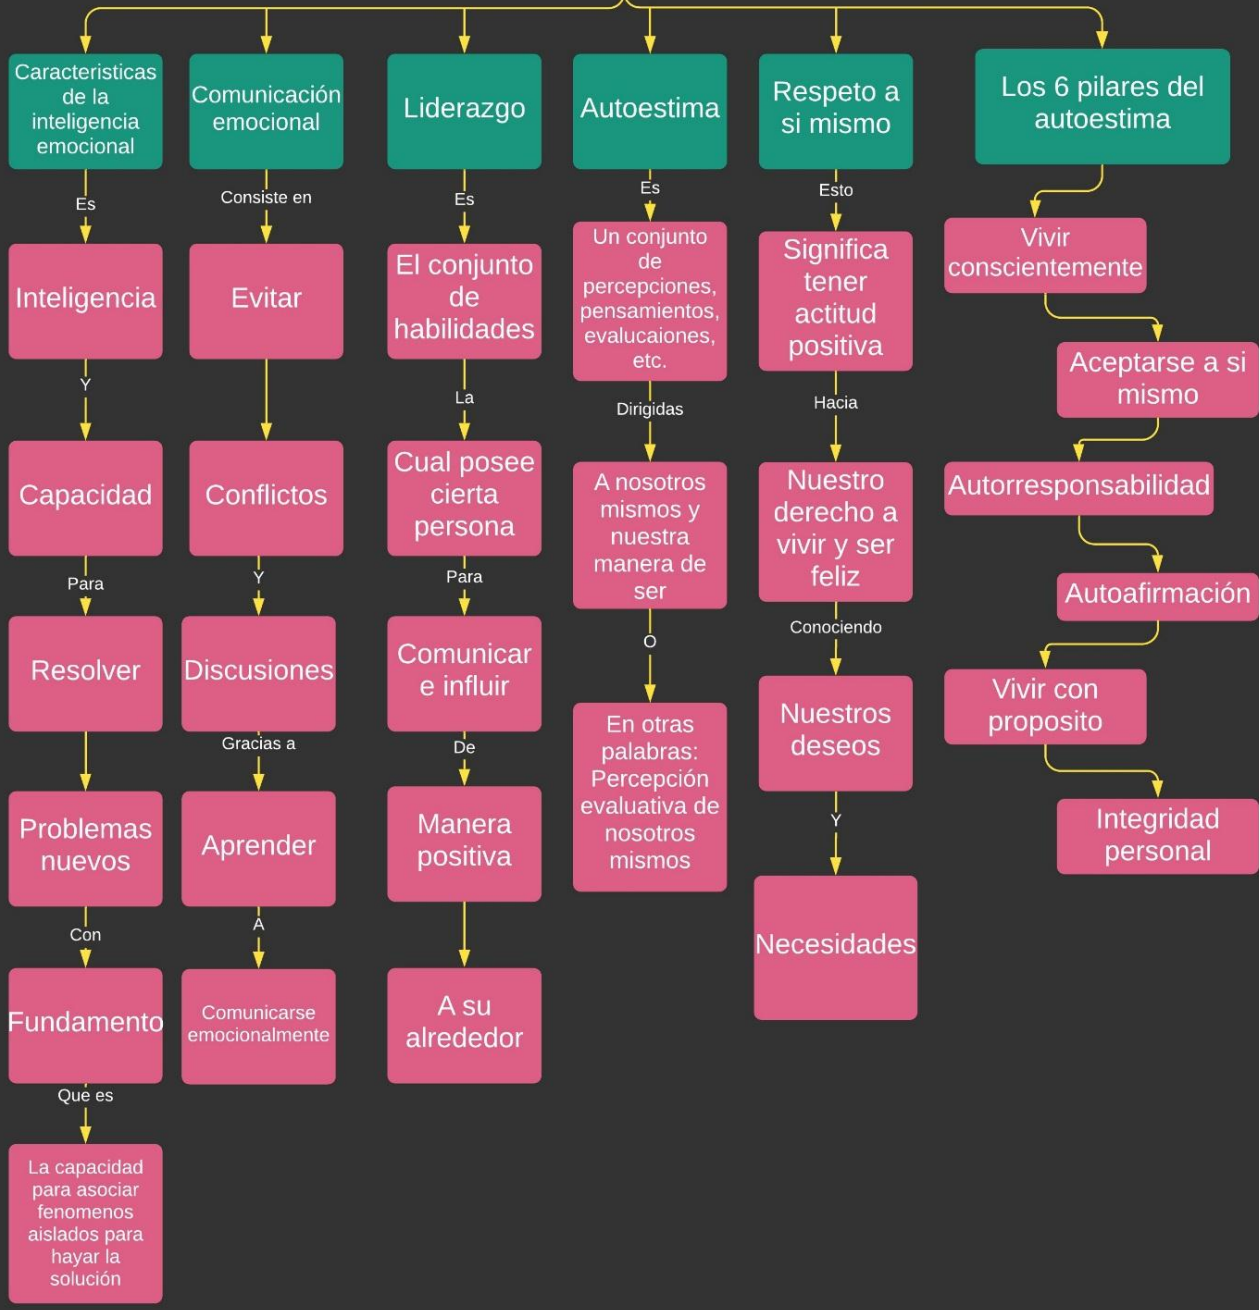 Caracteristicas
de la
inteligencia
emocional
Es
Inteligencia
Y
Capacidad
Para
Resolver
Problemas
nuevos
Con
Fundamento
Que es
La capacidad
para asociar
fenomenos
aislados para
hayar la
solución
Comunicación
emocional
Consiste en
Evitar
Conflictos
Y
Discusiones
Gracias a
Aprender
A
Comunicarse
emocionalmente
Liderazgo
Es
El conjunto
de
habilidades
La
Cual posee
cierta
persona
Para
Comunicar
e influir
De
Manera
positiva
A su
alrededor
Autoestima
Es
Un conjunto
de
percepciones,
pensamientos,
evalucaiones,
etc.
Dirigidas
A nosotros
mismos y
nuestra
manera de
ser
O
En otras
palabras:
Percepción
evaluativa de
nosotros
mismos
Respeto a
si mismo
Esto
Significa
tener
actitud
positiva
Hacia
Nuestro
derecho a
vivir y ser
feliz
Conociendo
Nuestros
deseos
Y
Necesidades
Los 6 pilares del
autoestima
Vivir
conscientemente
Aceptarse a si
mismo
Autorresponsabilidad
Autoafirmación
Vivir con
proposito
Integridad
personal